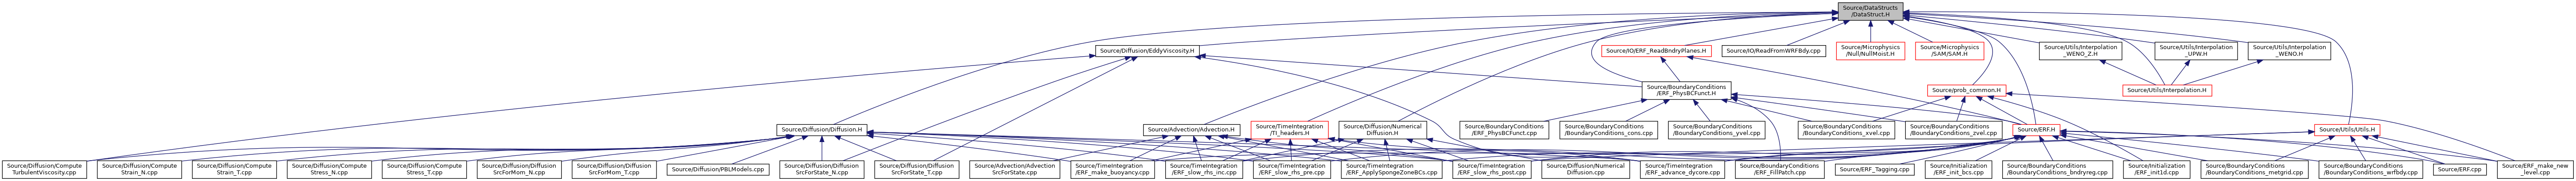 Source/DataStructs
/DataStruct.H
Source/Diffusion/EddyViscosity.H
Source/IO/ERF_ReadBndryPlanes.H
Source/IO/ReadFromWRFBdy.cpp
Source/Microphysics
/Null/NullMoist.H
Source/Microphysics
/SAM/SAM.H
Source/Utils/Interpolation
_WENO_Z.H
Source/Utils/Interpolation
_UPW.H
Source/Utils/Interpolation
_WENO.H
Source/BoundaryConditions
/ERF_PhysBCFunct.H
Source/prob_common.H
Source/Utils/Interpolation.H
Source/Diffusion/Diffusion.H
Source/Advection/Advection.H
Source/TimeIntegration
/TI_headers.H
Source/Diffusion/Numerical
Diffusion.H
Source/BoundaryConditions
/ERF_PhysBCFunct.cpp
Source/BoundaryConditions
/BoundaryConditions_cons.cpp
Source/BoundaryConditions
/BoundaryConditions_yvel.cpp
Source/BoundaryConditions
/BoundaryConditions_xvel.cpp
Source/BoundaryConditions
/BoundaryConditions_zvel.cpp
Source/ERF.H
Source/Utils/Utils.H
Source/Diffusion/Compute
TurbulentViscosity.cpp
Source/Diffusion/Compute
Strain_N.cpp
Source/Diffusion/Compute
Strain_T.cpp
Source/Diffusion/Compute
Stress_N.cpp
Source/Diffusion/Compute
Stress_T.cpp
Source/Diffusion/Diffusion
SrcForMom_N.cpp
Source/Diffusion/Diffusion
SrcForMom_T.cpp
Source/Diffusion/PBLModels.cpp
Source/Diffusion/Diffusion
SrcForState_N.cpp
Source/Diffusion/Diffusion
SrcForState_T.cpp
Source/Advection/Advection
SrcForState.cpp
Source/TimeIntegration
/ERF_make_buoyancy.cpp
Source/TimeIntegration
/ERF_slow_rhs_inc.cpp
Source/TimeIntegration
/ERF_slow_rhs_pre.cpp
Source/TimeIntegration
/ERF_ApplySpongeZoneBCs.cpp
Source/TimeIntegration
/ERF_slow_rhs_post.cpp
Source/Diffusion/Numerical
Diffusion.cpp
Source/TimeIntegration
/ERF_advance_dycore.cpp
Source/BoundaryConditions
/ERF_FillPatch.cpp
Source/ERF_Tagging.cpp
Source/Initialization
/ERF_init_bcs.cpp
Source/BoundaryConditions
/BoundaryConditions_bndryreg.cpp
Source/Initialization
/ERF_init1d.cpp
Source/BoundaryConditions
/BoundaryConditions_metgrid.cpp
Source/BoundaryConditions
/BoundaryConditions_wrfbdy.cpp
Source/ERF.cpp
Source/ERF_make_new
_level.cpp